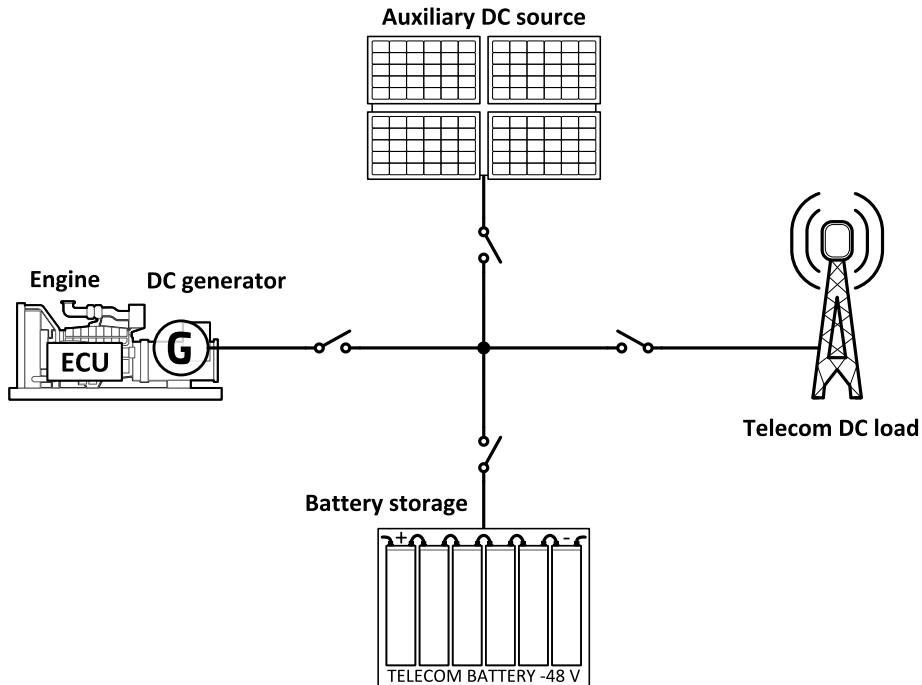 Auxiliary DC source
Engine
DC generator
ECU
G
Telecom DC load
Battery storage
+
-
TELECOM BATTERY -48 V